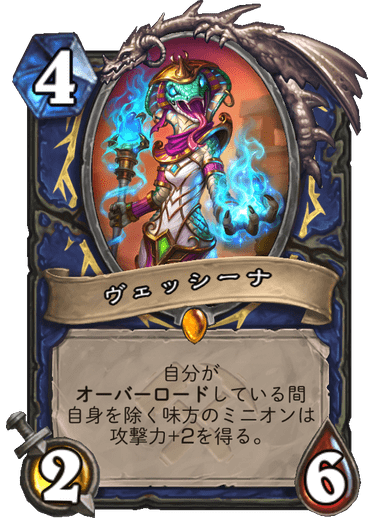 4
ヴェッシーナ
自分が
オーバーロードしている間
自身を除く味方のミニオンは
攻撃力+2を得る。
2
6